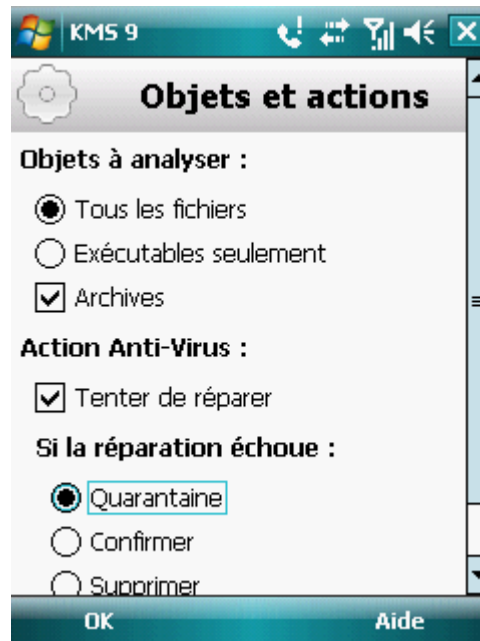 KMS 9
Objets et actions
Objets à analyser :
Tous les fichiers
Exécutables seulement
Archives
Action Anti-Virus :
Tenter de réparer
Si la réparation échoue :
Quarantaine
Confirmer
Supprimer
OK
Aide